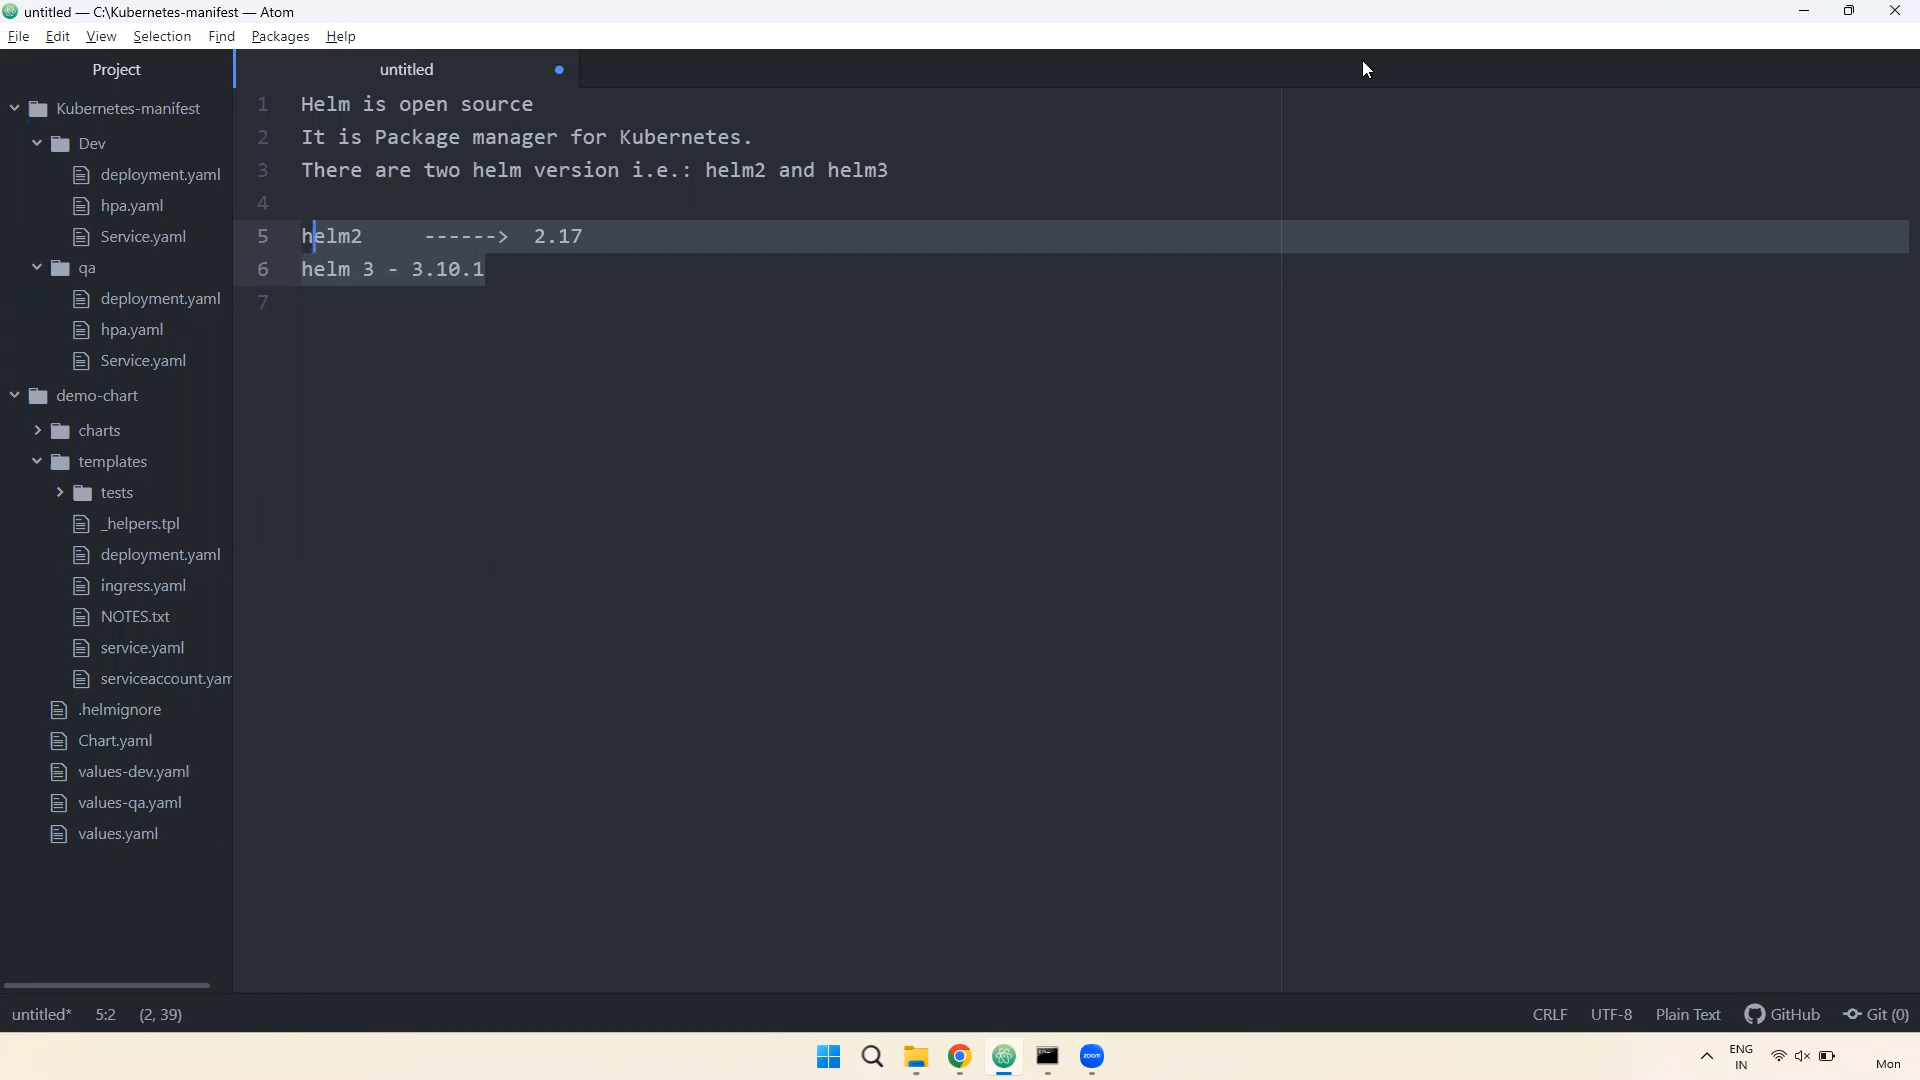 untitled — C:\Kubernetes-manifest — Atom
File Edit View Selection Find Packages Help
Project
untitled
Kubernetes-manifest
Dev
deployment.yaml
hpa.yaml
Service.yaml
qa
deployment.yaml
hpa.yaml
Service.yaml
demo-chart
charts
templates
tests
_helpers.tpl
deployment.yaml
ingress.yaml
NOTES.txt
service.yaml
serviceaccount.yam
.helmignore
Chart.yaml
values-dev.yaml
values-qa.yaml
values.yaml
1 Helm is open source
2 It is Package manager for Kubernetes.
3 There are two helm version i.e.: helm2 and helm3
4
5 helm2 ------> 2.17
6 helm 3 - 3.10.1
7
untitled* 5:2 (2, 39)
CRLF UTF-8 Plain Text GitHub Git (0)
zoom
ENG
IN
Mon